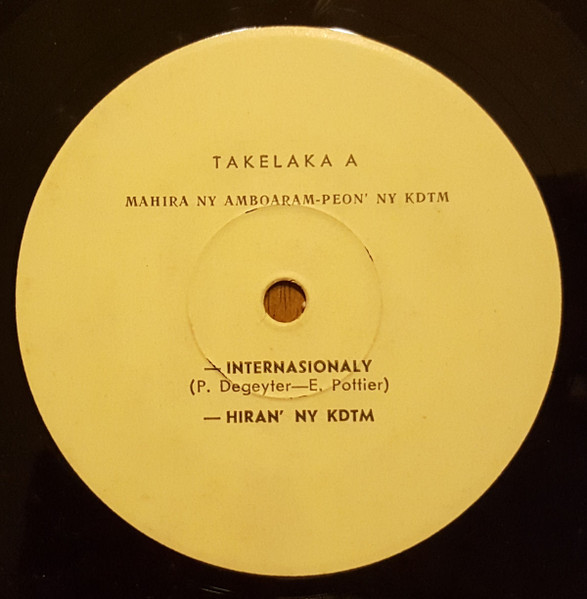 TAKELAKA A
MAHIRA NY AMBOARAM-PEON' NY KDTM
— INTERNASIONALY
(P. Degeyter—E. Pottier)
— HIRAN' NY KDTM